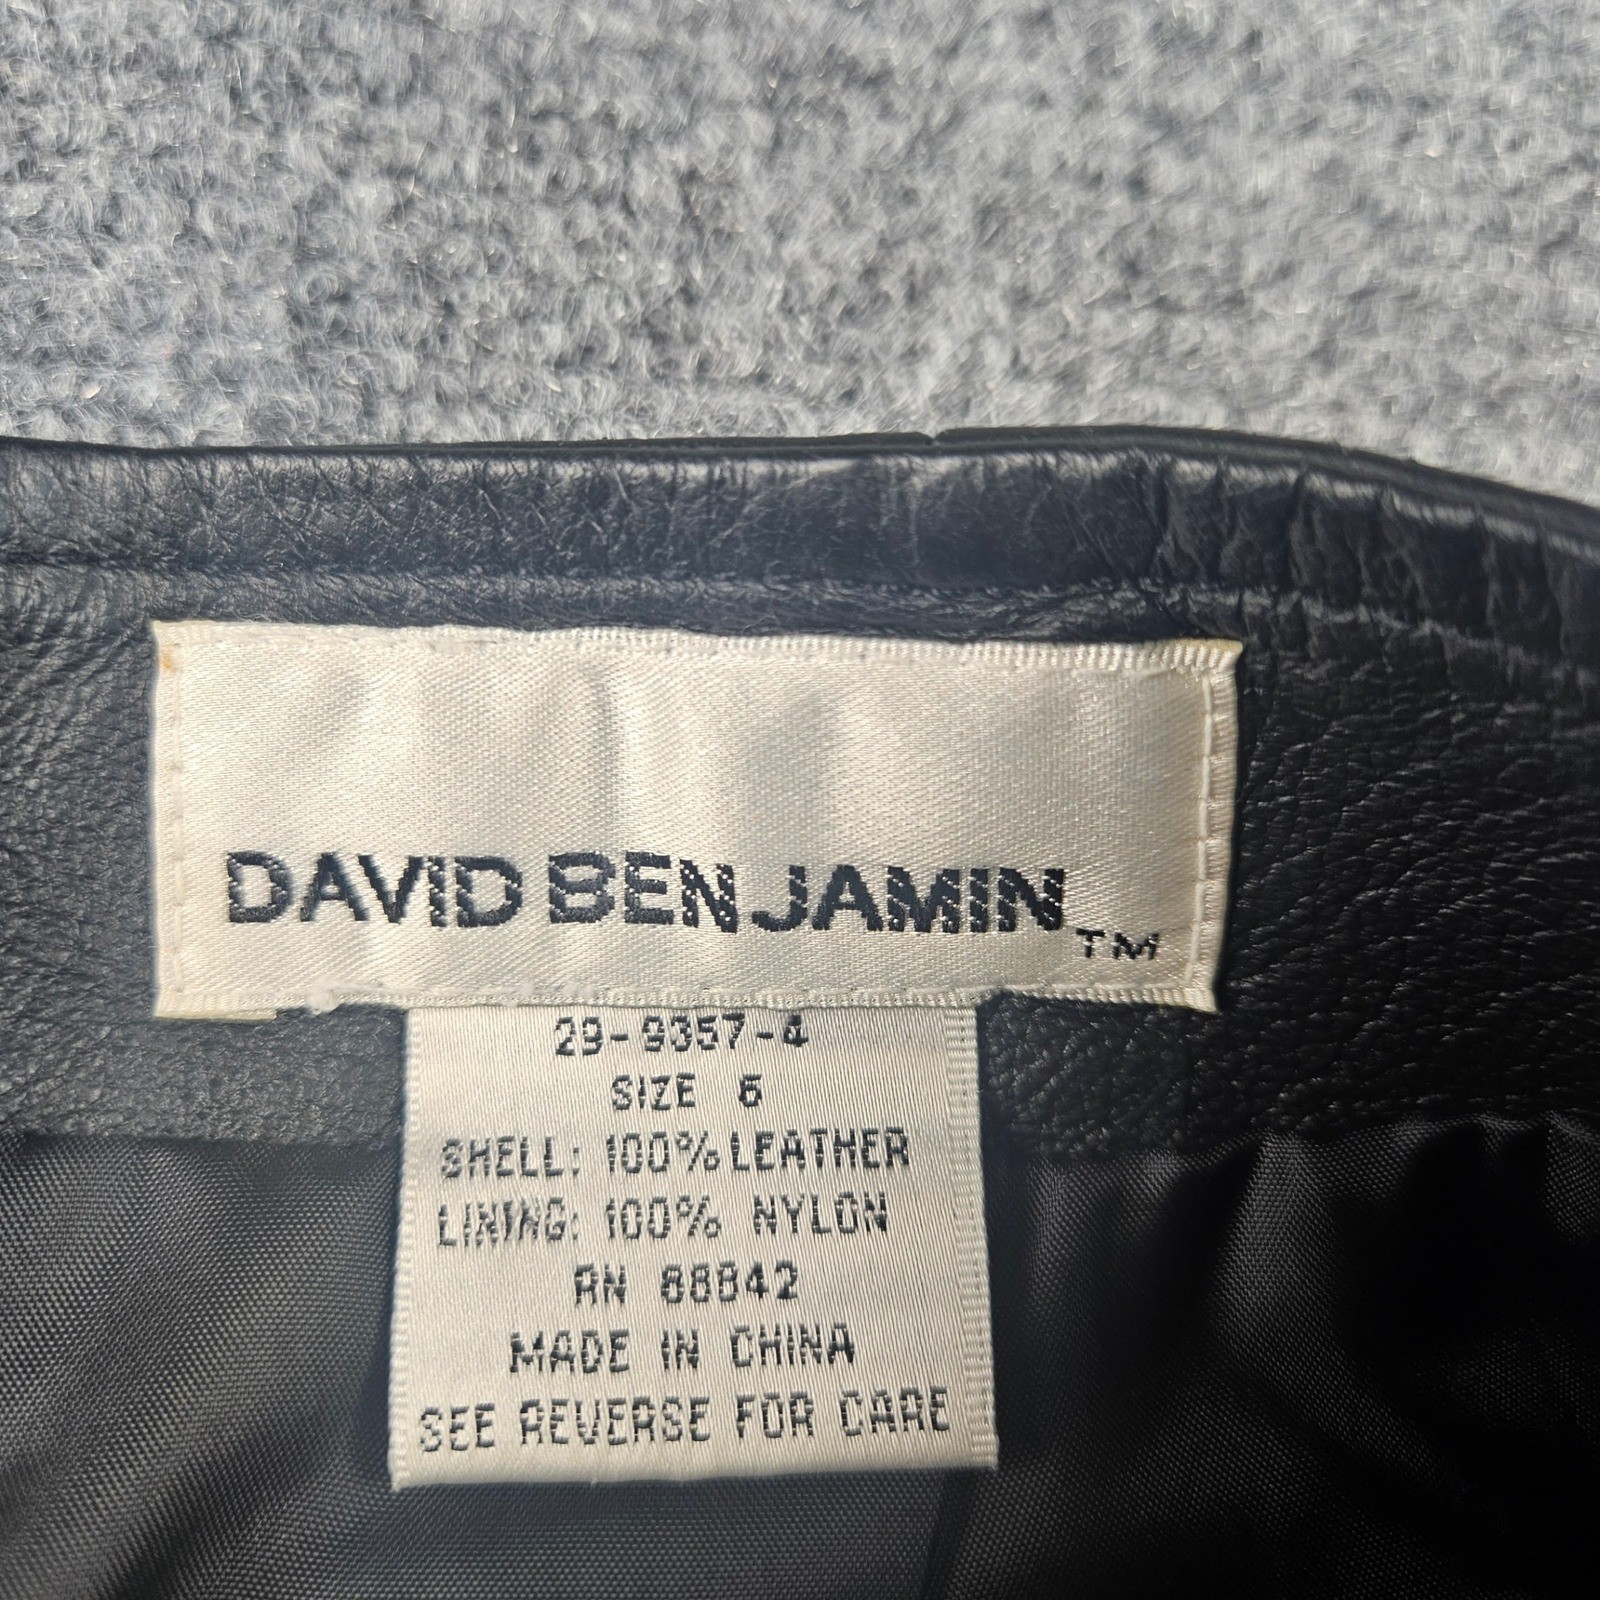 DAVID BENJAMIN TM
29-9357-4
SIZE 6
SHELL: 100% LEATHER
LINING: 100% NYLON
RN 88842
MADE IN CHINA
SEE REVERSE FOR CARE